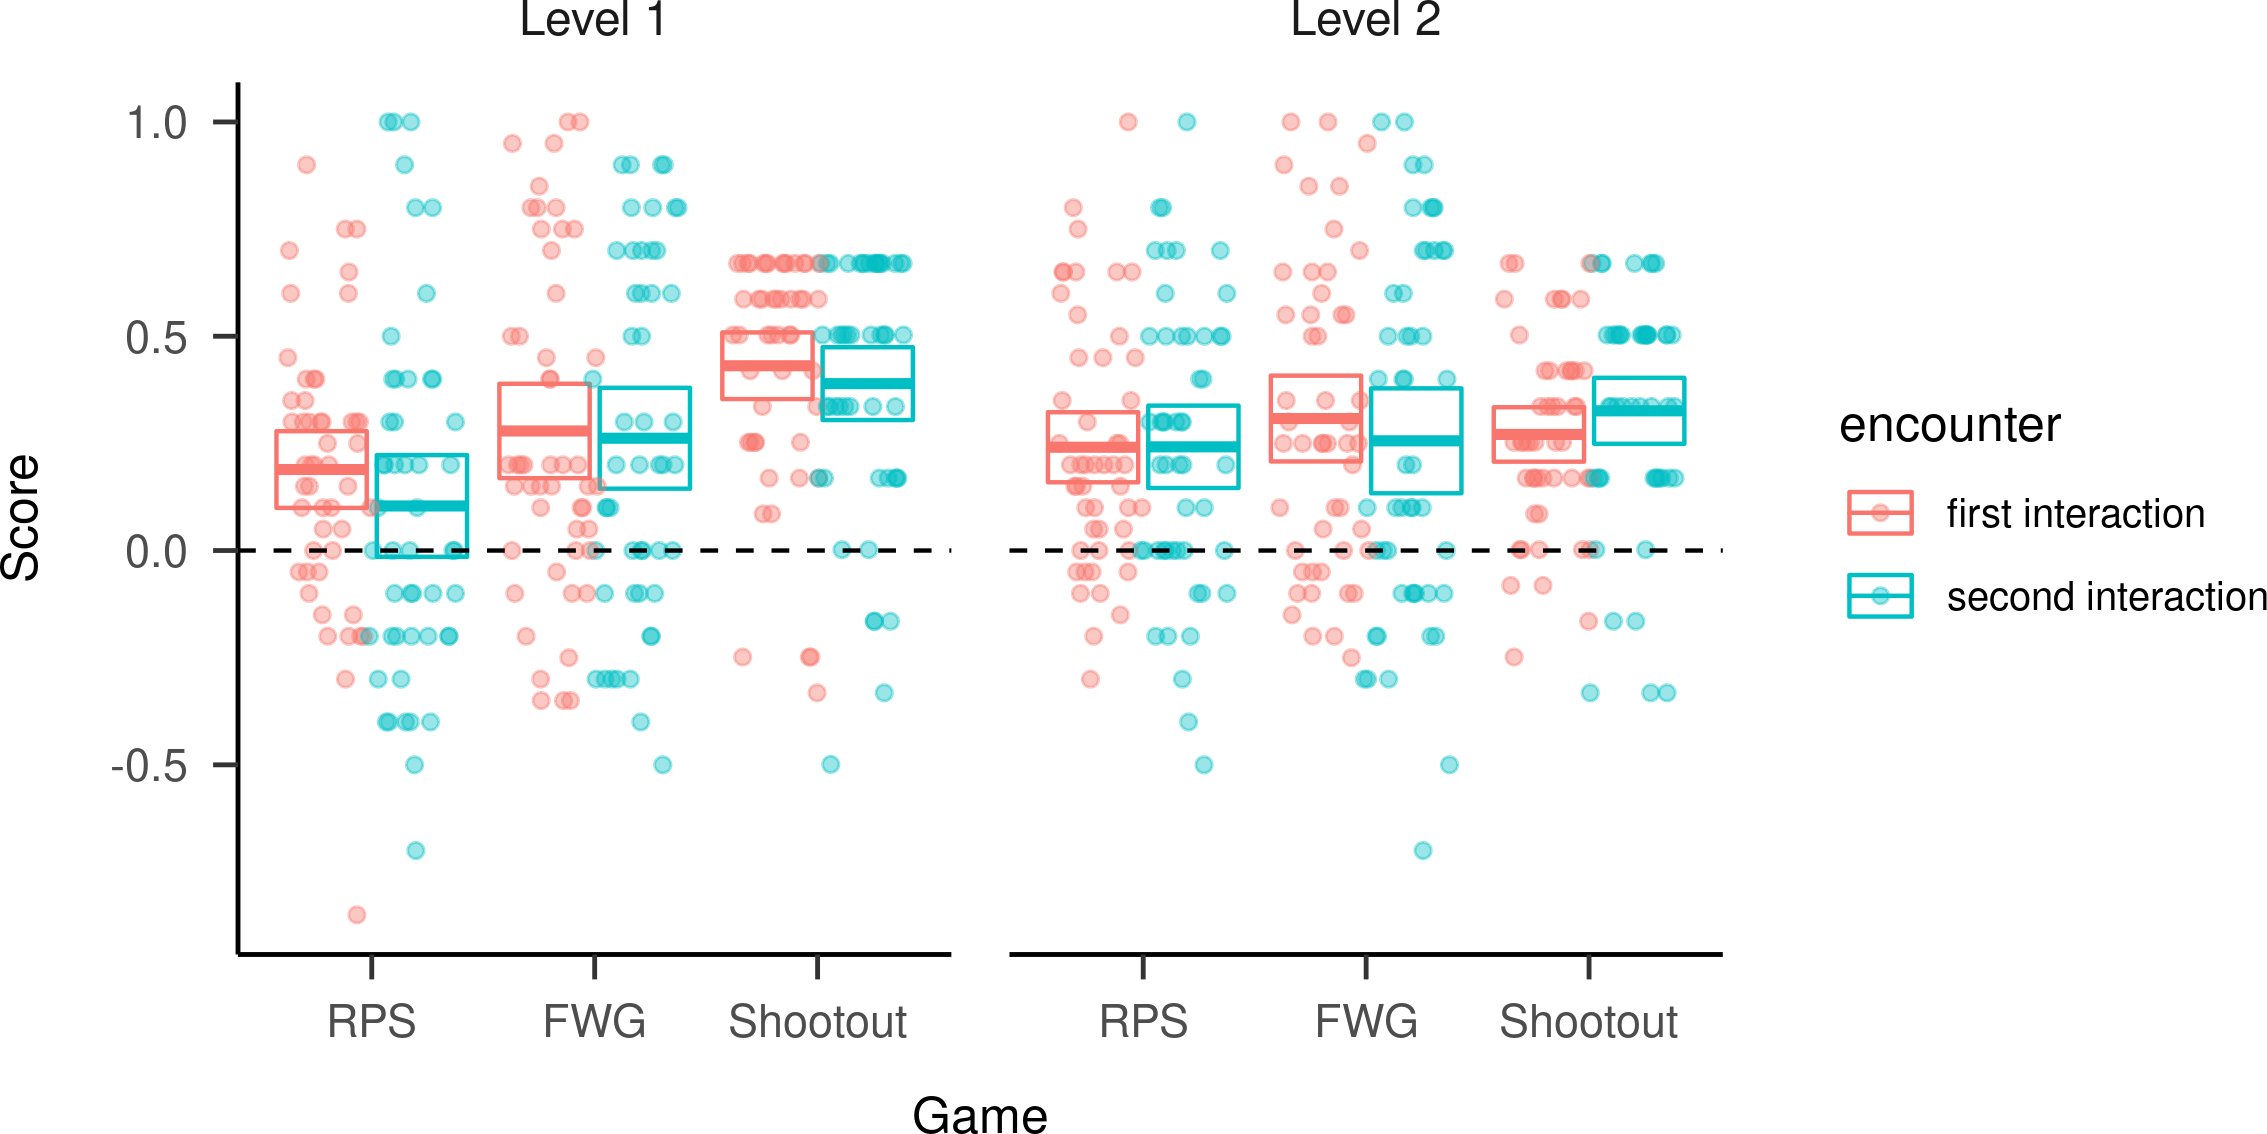 Level 1
Level 2
1.0
0.5
0.0
-0.5
Score
RPS
FWG
Shootout
RPS
FWG
Shootout
Game
encounter
first interaction
second interaction